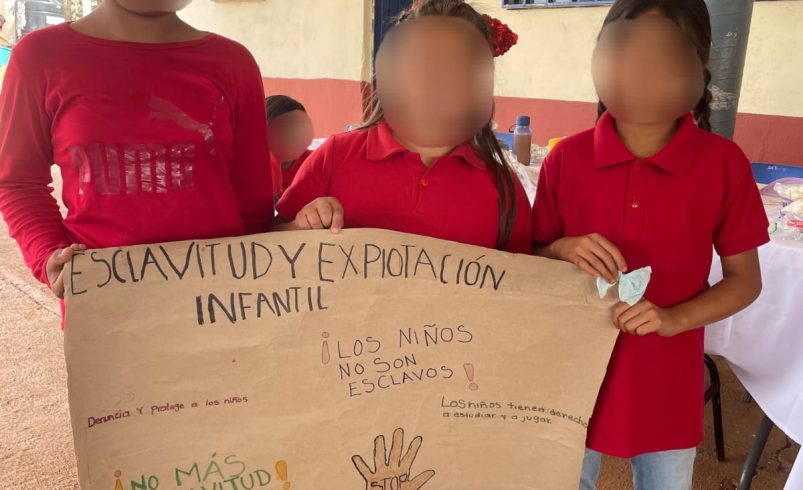 PUMA
ESCLAVITUD Y EXPLOTACIÓN
INFANTIL
¡LOS NIÑOS
NO SON
ESCLAVOS!
Denuncia Y Protege a los niños
Los niños tienen derecho
a estudiar y a jugar.
¡NO MÁS
ESCLAVITUD!
STOP!